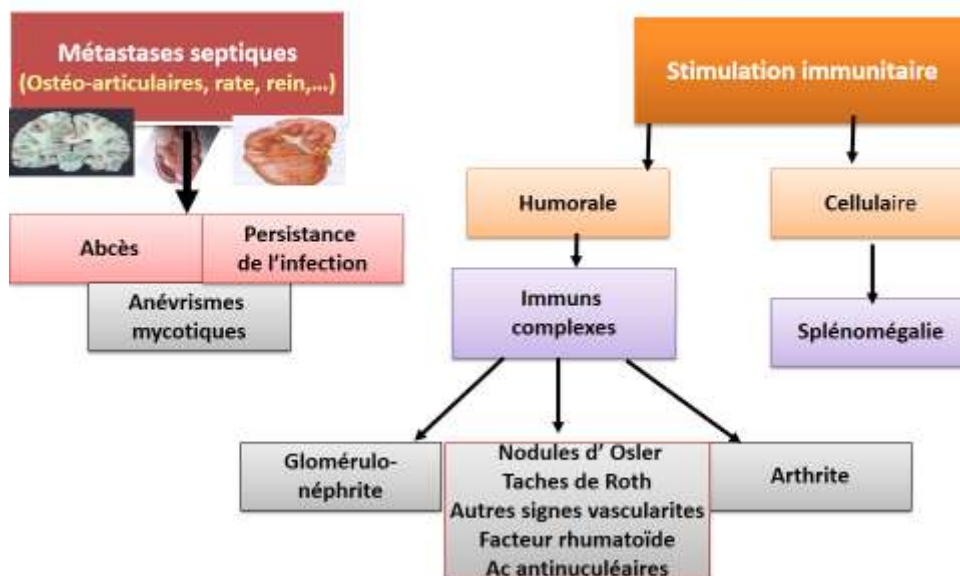 Métastases septiques
(Ostéo-articulaires, rate, rein,...)
Abcès
Persistance
de l'infection
Anévrismes
mycotiques
Stimulation immunitaire
Humorale
Cellulaire
Immuns
complexes
Splénomégalie
Glomérulo-
néphrite
Nodules d' Osler
Taches de Roth
Autres signes vascularites
Facteur rhumatoïde
Ac antinuculéaires
Arthrite